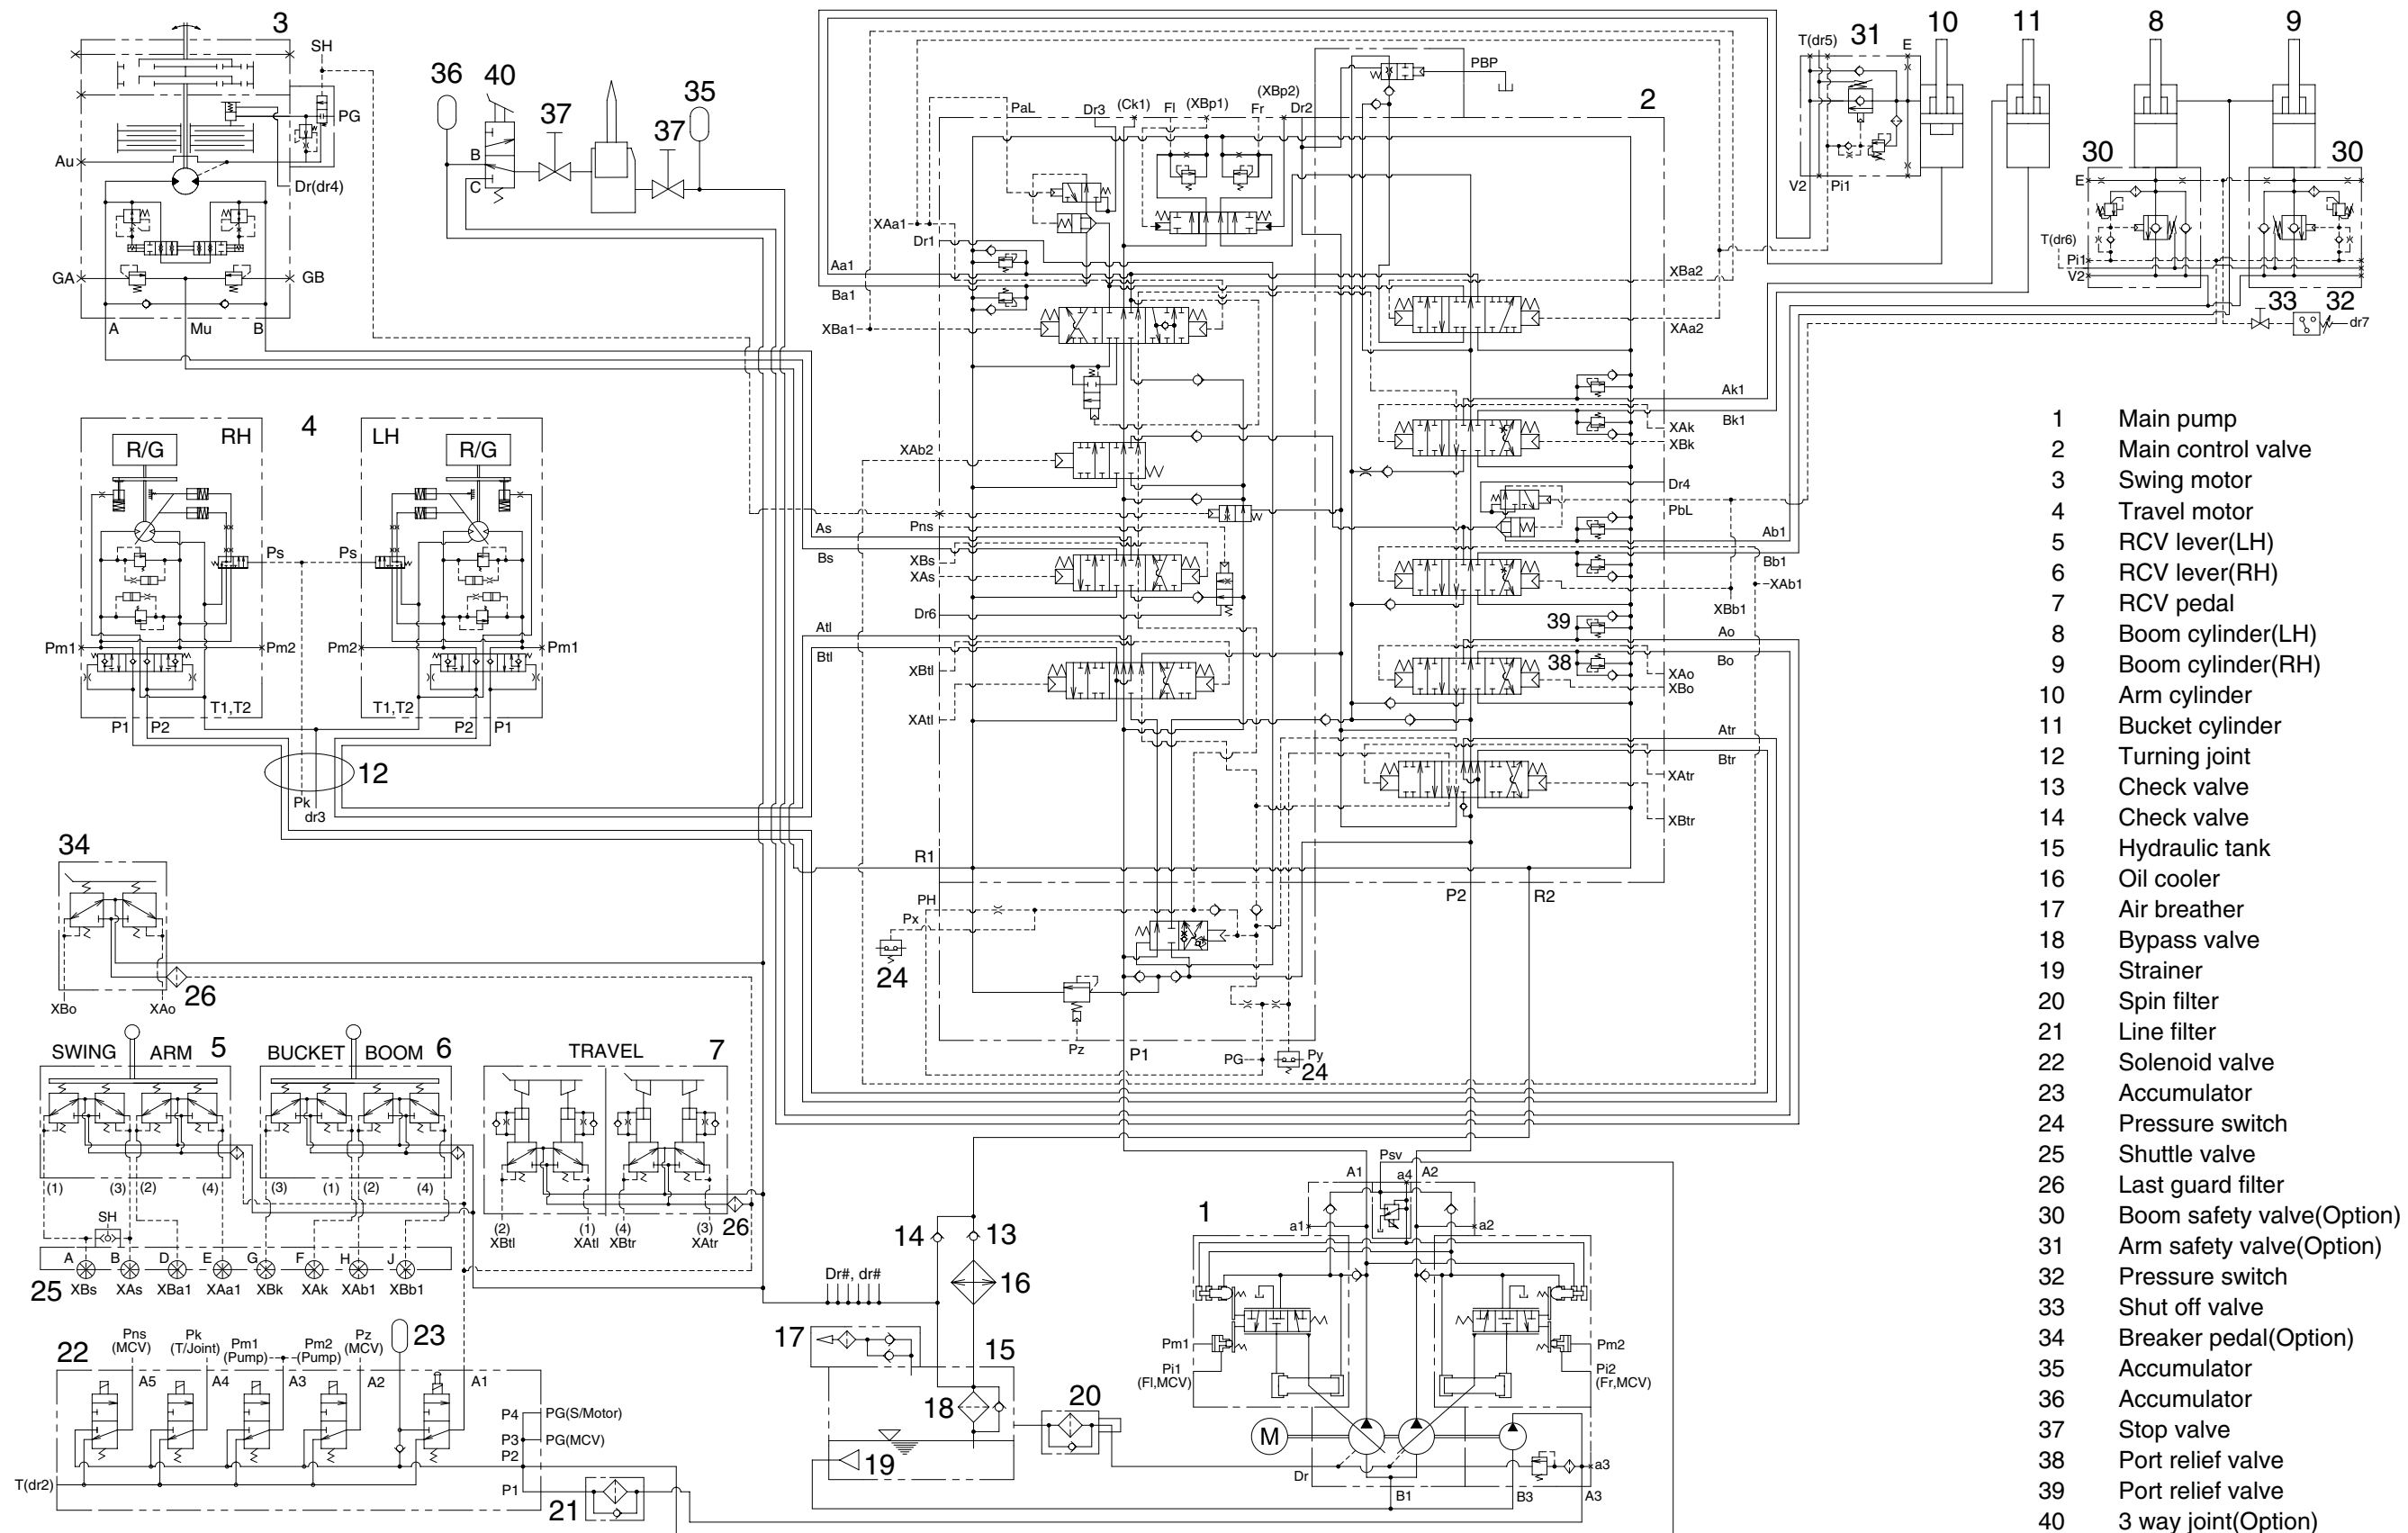 3
SH
PG
Au
Dr(dr4)
GA
GB
A
Mu
B
36
40
37
37
35
B
C
PBP
2
(XBp2)
(XBp1)
(Ck1)
PaL
Dr3
Fl
Fr
Dr2
XAa1
Dr1
Aa1
Ba1
XBa1
XBa2
XAa2
Ak1
Bk1
XAk
XBk
XAb2
Dr4
PbL
As
Pns
Bs
XBs
XAs
Dr6
Ab1
Bb1
XAb1
XBb1
Atl
Btl
XBtl
XAtl
39
38
Ao
Bo
XAo
XBo
Atr
Btr
XAtr
XBtr
R1
P2
R2
PH
Px
24
Pz
P1
PG
Py
24
T(dr5)
31
E
10
11
8
9
V2
Pi1
30
30
E
T(dr6)
Pi1
V2
33
32
dr7
RH
4
LH
R/G
R/G
Ps
Ps
Pm1
Pm2
Pm2
Pm1
T1,T2
T1,T2
P1
P2
P2
P1
12
Pk
dr3
34
26
XBo
XAo
SWING
ARM
5
BUCKET
BOOM
6
TRAVEL
7
(1)
(3)
(2)
(4)
(3)
(1)
(2)
(4)
(2)
XBtl
(1)
XAtl
(4)
XBtr
(3)
XAtr
26
SH
A
B
D
E
G
F
H
J
25
XBs
XAs
XBa1
XAa1
XBk
XAk
XAb1
XBb1
22
Pns
(MCV)
Pk
(T/Joint)
Pm1
(Pump)
Pm2
(Pump)
Pz
(MCV)
23
A5
A4
A3
A2
A1
P4
PG(S/Motor)
P3
PG(MCV)
P2
T(dr2)
P1
21
14
13
Dr#, dr#
16
17
15
18
19
20
Psv
A1
a4
A2
1
a1
a2
Pm1
Pm2
Pi1
(Fl,MCV)
Pi2
(Fr,MCV)
M
Dr
a3
B1
B3
A3
1 Main pump
2 Main control valve
3 Swing motor
4 Travel motor
5 RCV lever(LH)
6 RCV lever(RH)
7 RCV pedal
8 Boom cylinder(LH)
9 Boom cylinder(RH)
10 Arm cylinder
11 Bucket cylinder
12 Turning joint
13 Check valve
14 Check valve
15 Hydraulic tank
16 Oil cooler
17 Air breather
18 Bypass valve
19 Strainer
20 Spin filter
21 Line filter
22 Solenoid valve
23 Accumulator
24 Pressure switch
25 Shuttle valve
26 Last guard filter
30 Boom safety valve(Option)
31 Arm safety valve(Option)
32 Pressure switch
33 Shut off valve
34 Breaker pedal(Option)
35 Accumulator
36 Accumulator
37 Stop valve
38 Port relief valve
39 Port relief valve
40 3 way joint(Option)